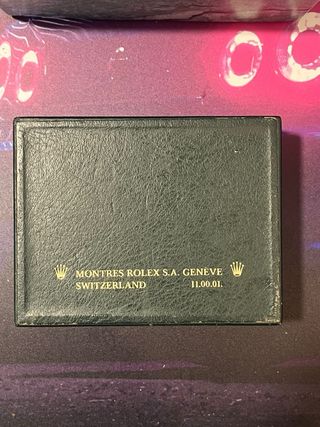 MONTRES ROLEX S.A. GENÈVE
SWITZERLAND 11.00.01.